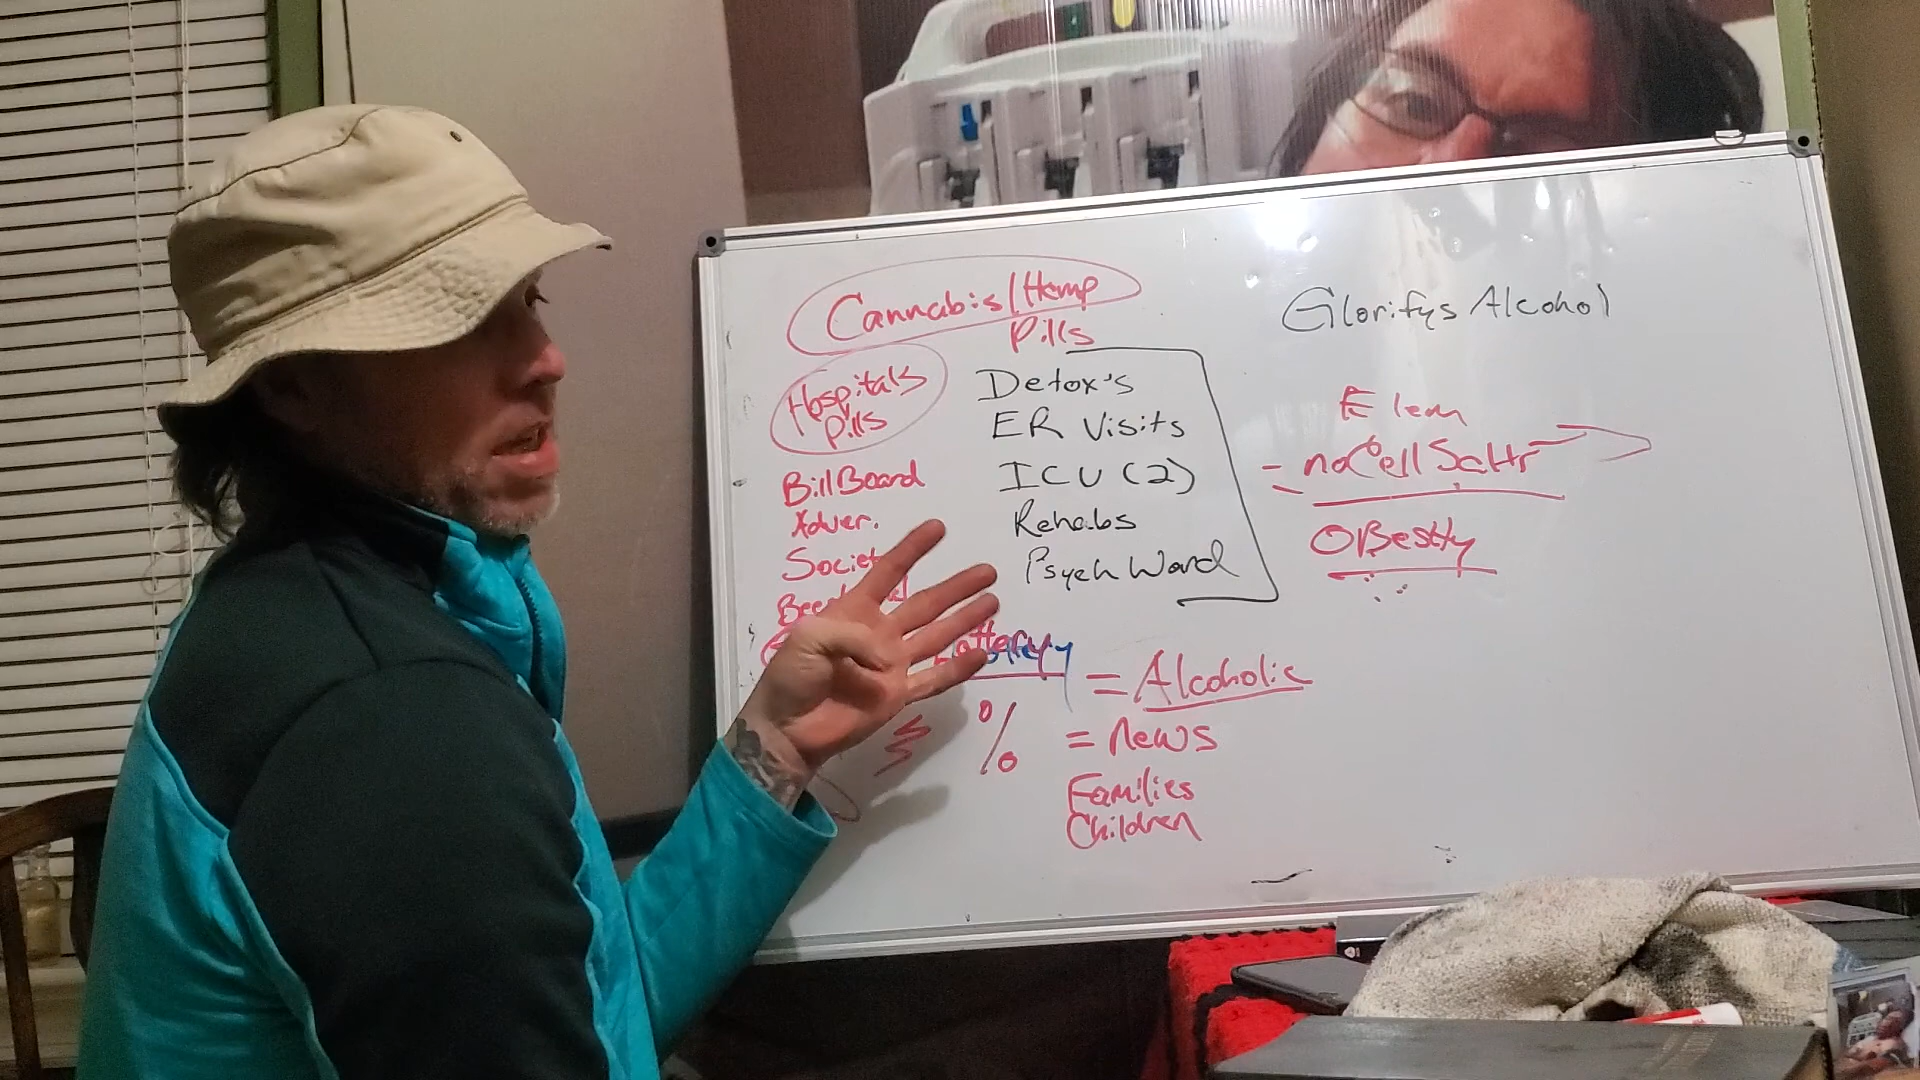 Cannabis/Hemp
Pills
Hospitals
Pills
BillBoard
Adver.
Detox's
ER Visits
ICU (2)
Rehabs
Psych Ward
= Alcoholic
% = News
Families
Children
Glorifys Alcohol
Elem
OBesity